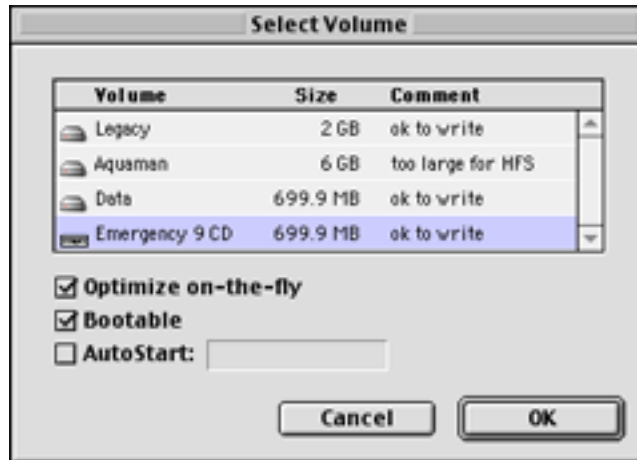 Select Volume
Volume Size Comment
Legacy 2 GB ok to write
Aquaman 6 GB too large for HFS
Data 699.9 MB ok to write
Emergency 9 CD 699.9 MB ok to write
Optimize on-the-fly
Bootable
AutoStart:
Cancel OK